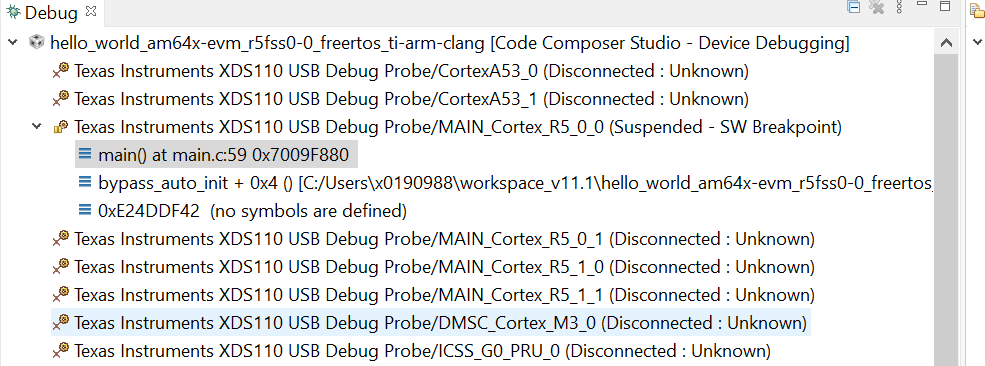 Debug
hello_world_am64x-evm_r5fss0-0_freertos_ti-arm-clang [Code Composer Studio - Device Debugging]
Texas Instruments XDS110 USB Debug Probe/CortexA53_0 (Disconnected : Unknown)
Texas Instruments XDS110 USB Debug Probe/CortexA53_1 (Disconnected : Unknown)
Texas Instruments XDS110 USB Debug Probe/MAIN_Cortex_R5_0_0 (Suspended - SW Breakpoint)
main() at main.c:59 0x7009F880
bypass_auto_init + 0x4 () [C:/Users\x0190988\workspace_v11.1\hello_world_am64x-evm_r5fss0-0_freertos_
0xE24DDF42 (no symbols are defined)
Texas Instruments XDS110 USB Debug Probe/MAIN_Cortex_R5_0_1 (Disconnected : Unknown)
Texas Instruments XDS110 USB Debug Probe/MAIN_Cortex_R5_1_0 (Disconnected : Unknown)
Texas Instruments XDS110 USB Debug Probe/MAIN_Cortex_R5_1_1 (Disconnected : Unknown)
Texas Instruments XDS110 USB Debug Probe/DMSC_Cortex_M3_0 (Disconnected : Unknown)
Texas Instruments XDS110 USB Debug Probe/ICSS_G0_PRU_0 (Disconnected : Unknown)